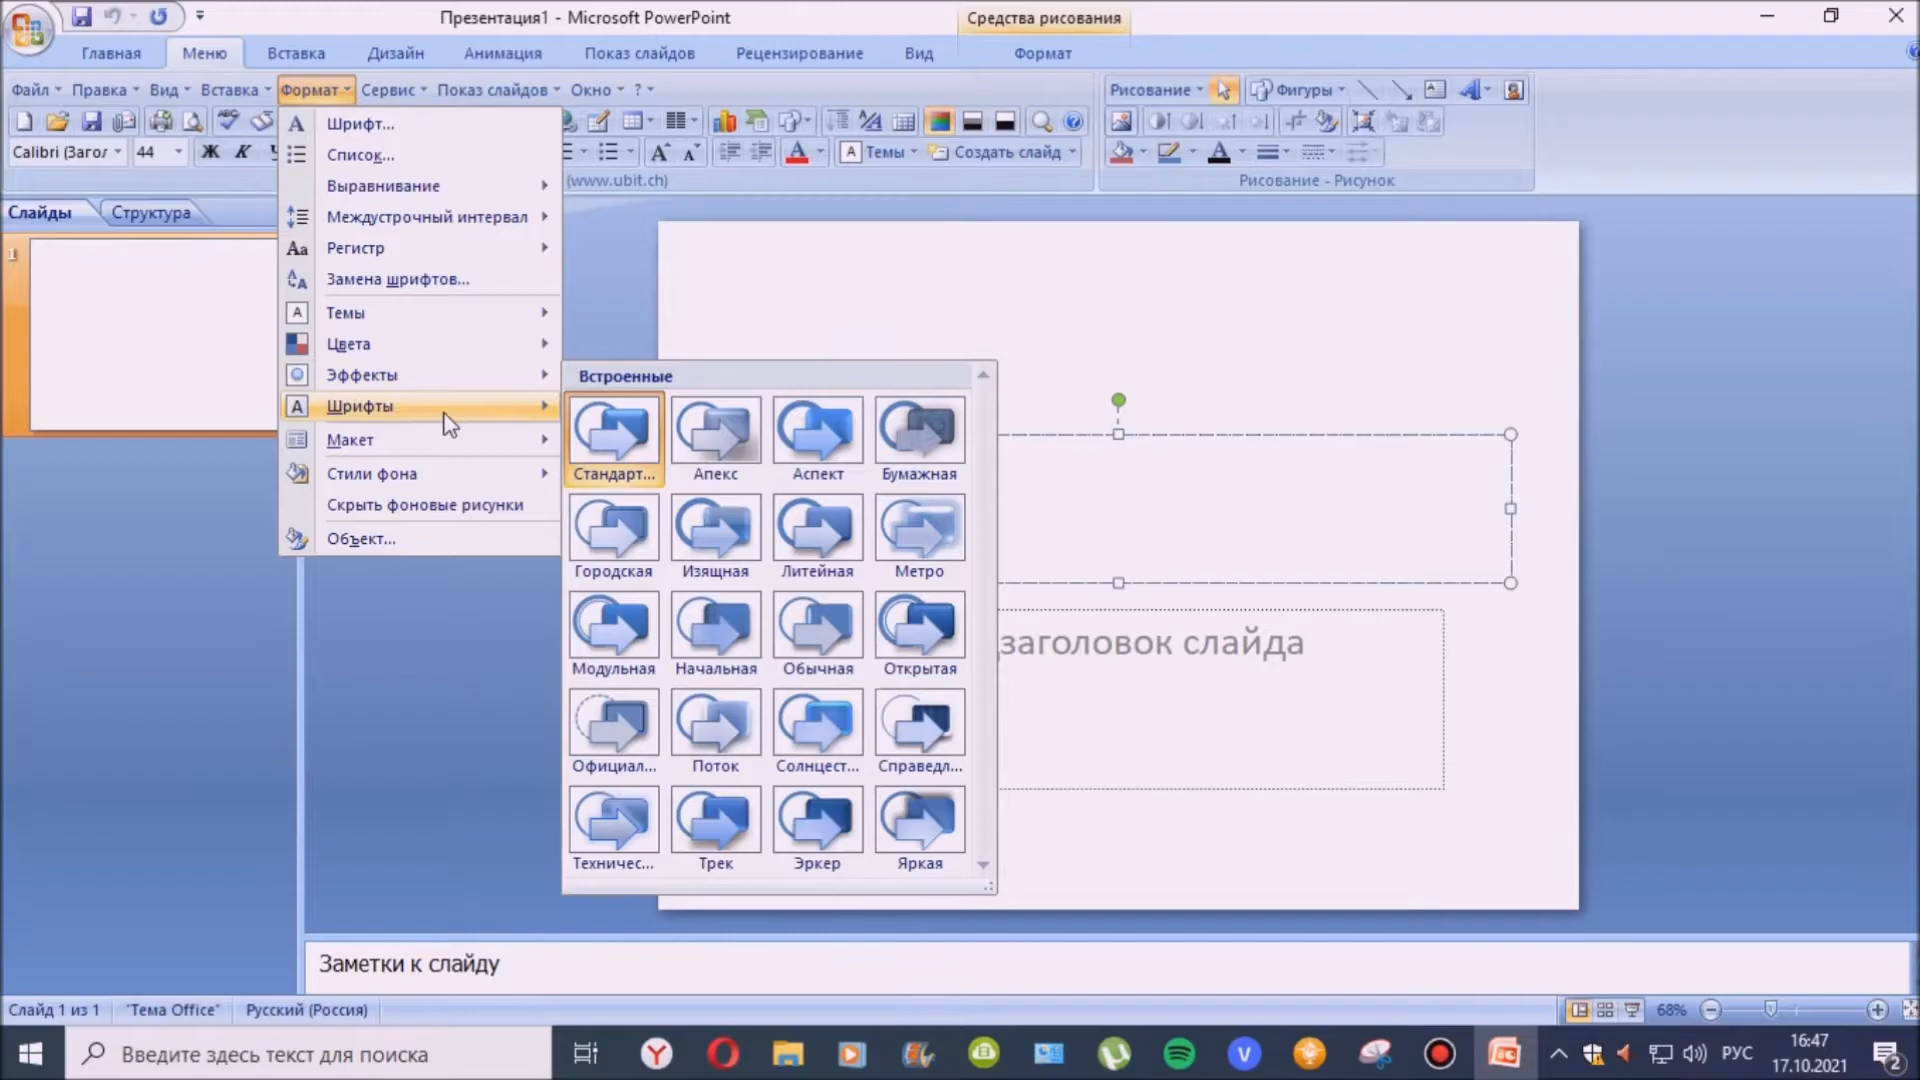 Презентация1 - Microsoft PowerPoint
Средства рисования
Главная Меню Вставка Дизайн Анимация Показ слайдов Рецензирование Вид Формат
Файл Правка Вид Вставка Формат Сервис Показ слайдов Окно ?
Рисование Фигуры
Calibri (Заго/ 44 Ж К Ч
Темы Создать слайд
(www.ubit.ch)
Рисование - Рисунок
Слайды Структура
1
Шрифт...
Список...
Выравнивание
Междустрочный интервал
Регистр
Замена шрифтов...
Темы
Цвета
Эффекты
Шрифты
Макет
Стили фона
Скрыть фоновые рисунки
Объект...
Встроенные
Стандарт... Апекс Аспект Бумажная
Городская Изящная Литейная Метро
Модульная Начальная Обычная Открытая
Официал... Поток Солнцест... Справедл...
Техничес... Трек Эркер Яркая
заголовок слайда
Заметки к слайду
Слайд 1 из 1 "Тема Office" Русский (Россия)
68%
Введите здесь текст для поиска
РУС
16:47
17.10.2021
2